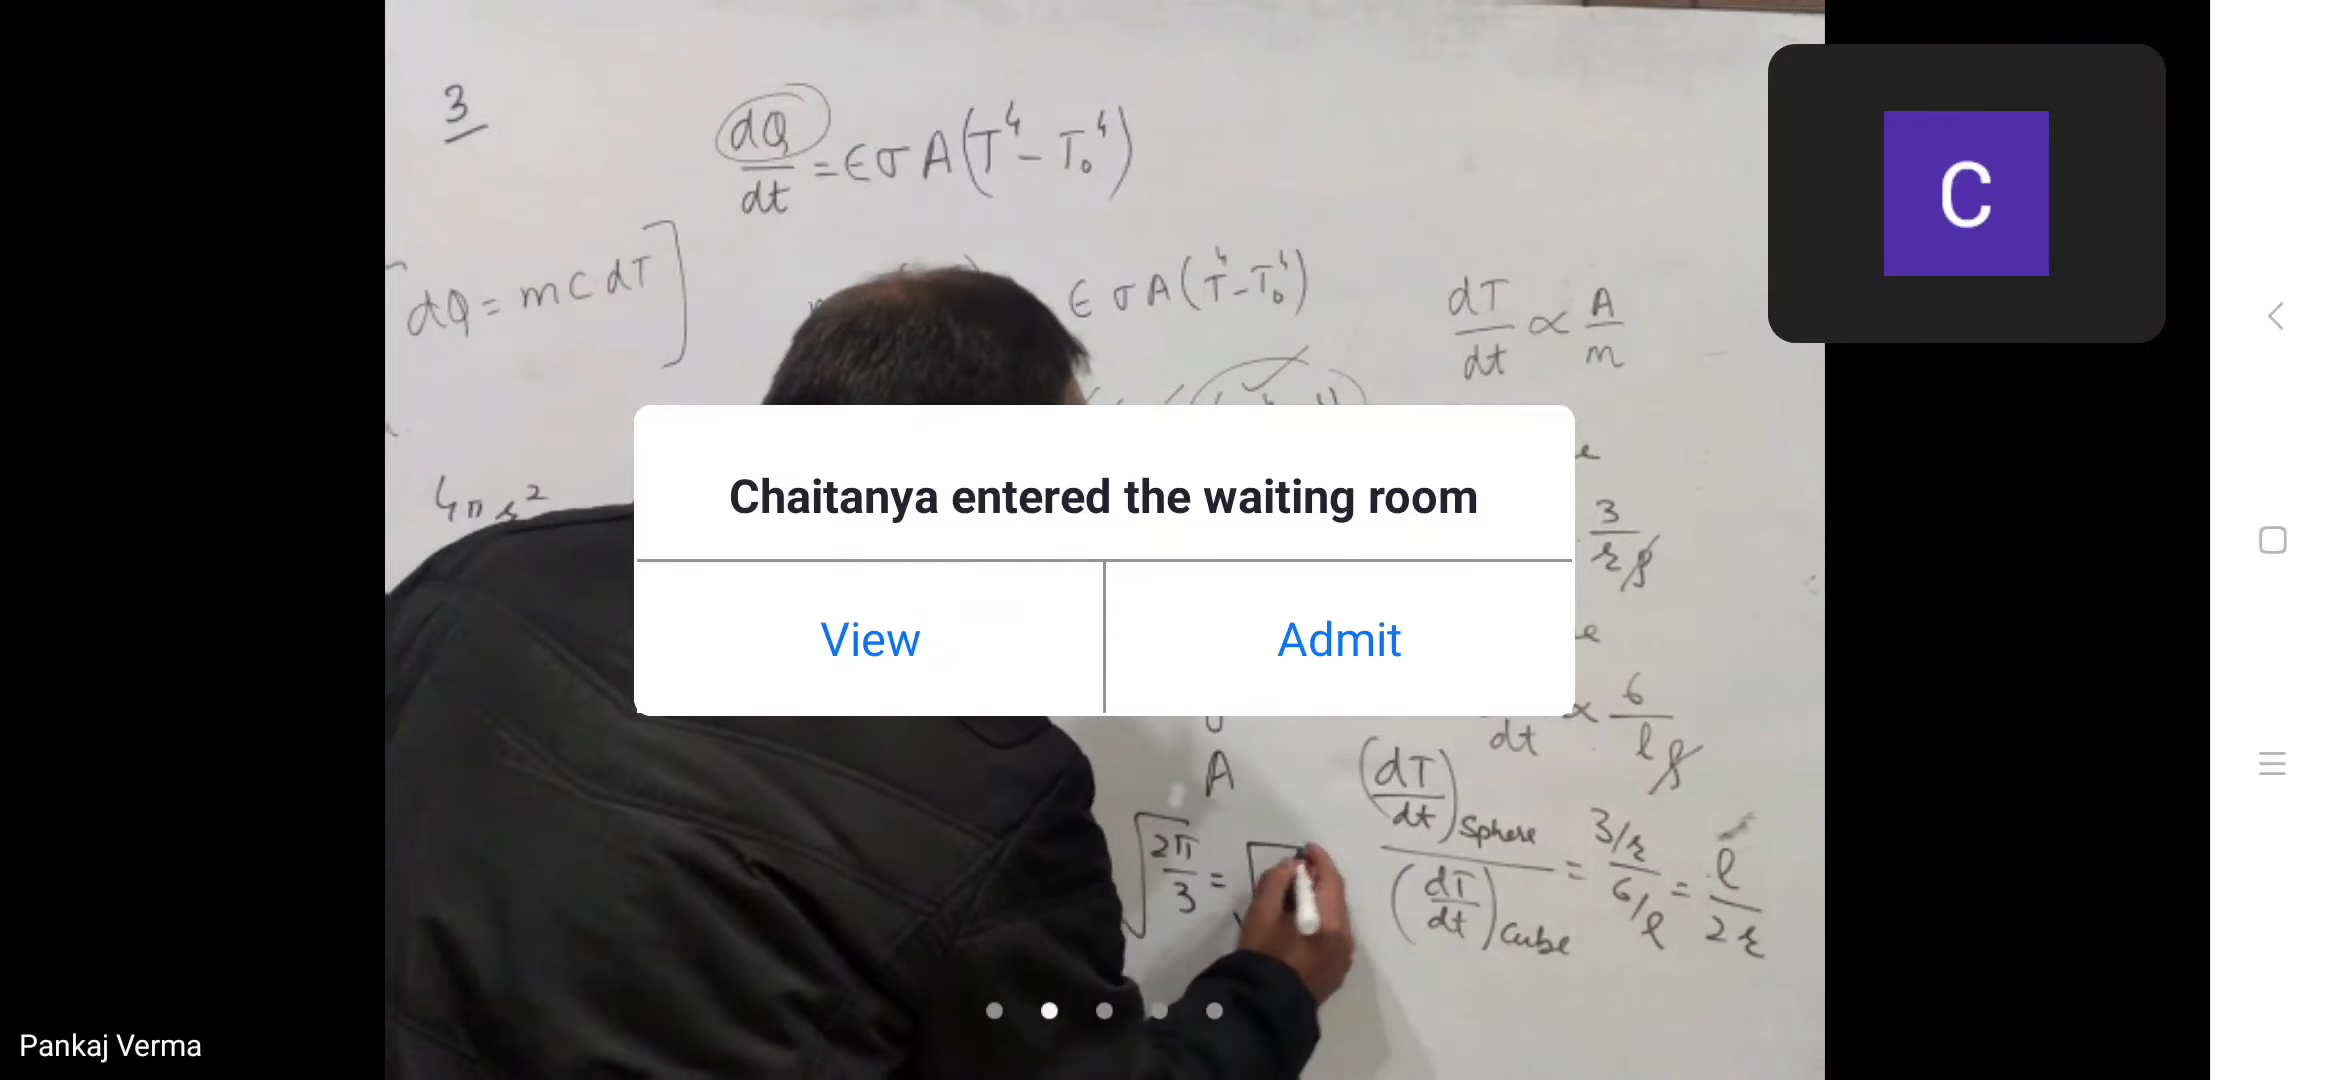 3
dQ/dt = ϵσA(T⁴ - T₀⁴)
C
dQ = mcdT]
ϵσA(T⁴ - T₀⁴)
dT/dt ∝ A/m
Chaitanya entered the waiting room
4πr²
3/rρ
View
Admit
dt ∝ 6/lρ
A
√2π/3 = √
(dT/dt)Sphere/(dT/dt)Cube = 3/r/6/l = l/2r
Pankaj Verma